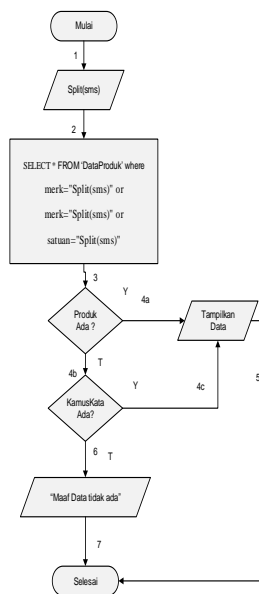 Mulai
1
Split(sms)
2
SELECT * FROM 'DataProduk' where
merk="Split(sms)" or
merk="Split(sms)" or
satuan="Split(sms)"
3
Produk
Ada ?
Y
4a
Tampilkan
Data
T
4b
KamusKata
Ada?
Y
4c
5
6
T
"Maaf Data tidak ada"
7
Selesai